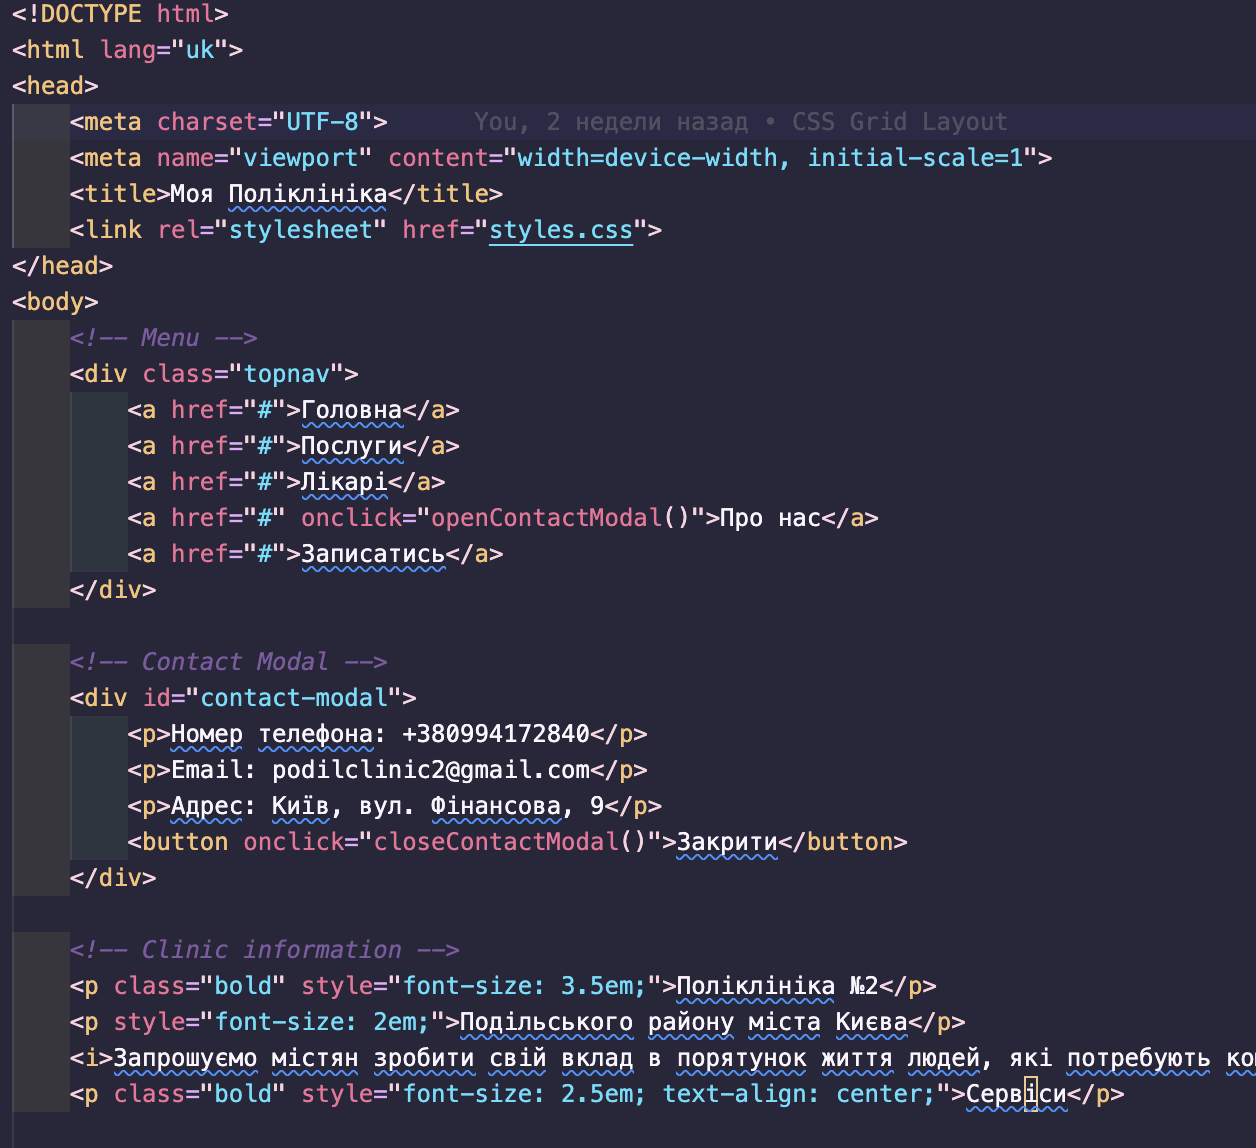 <!DOCTYPE html>
<html lang="uk">
<head>
<meta charset="UTF-8"> You, 2 недели назад • CSS Grid Layout
<meta name="viewport" content="width=device-width, initial-scale=1">
<title>Моя Поліклініка</title>
<link rel="stylesheet" href="styles.css">
</head>
<body>
<!-- Menu -->
<div class="topnav">
<a href="#">Головна</a>
<a href="#">Послуги</a>
<a href="#">Лікарі</a>
<a href="#" onclick="openContactModal()">Про нас</a>
<a href="#">Записатись</a>
</div>
<!-- Contact Modal -->
<div id="contact-modal">
<p>Номер телефона: +380994172840</p>
<p>Email: podilclinic2@gmail.com</p>
<p>Адрес: Київ, вул. Фінансова, 9</p>
<button onclick="closeContactModal()">Закрити</button>
</div>
<!-- Clinic information -->
<p class="bold" style="font-size: 3.5em;">Поліклініка №2</p>
<p style="font-size: 2em;">Подільського району міста Києва</p>
<i>Запрошуємо містян зробити свій вклад в порятунок життя людей, які потребують
<p class="bold" style="font-size: 2.5em; text-align: center;">Сервіси</p>